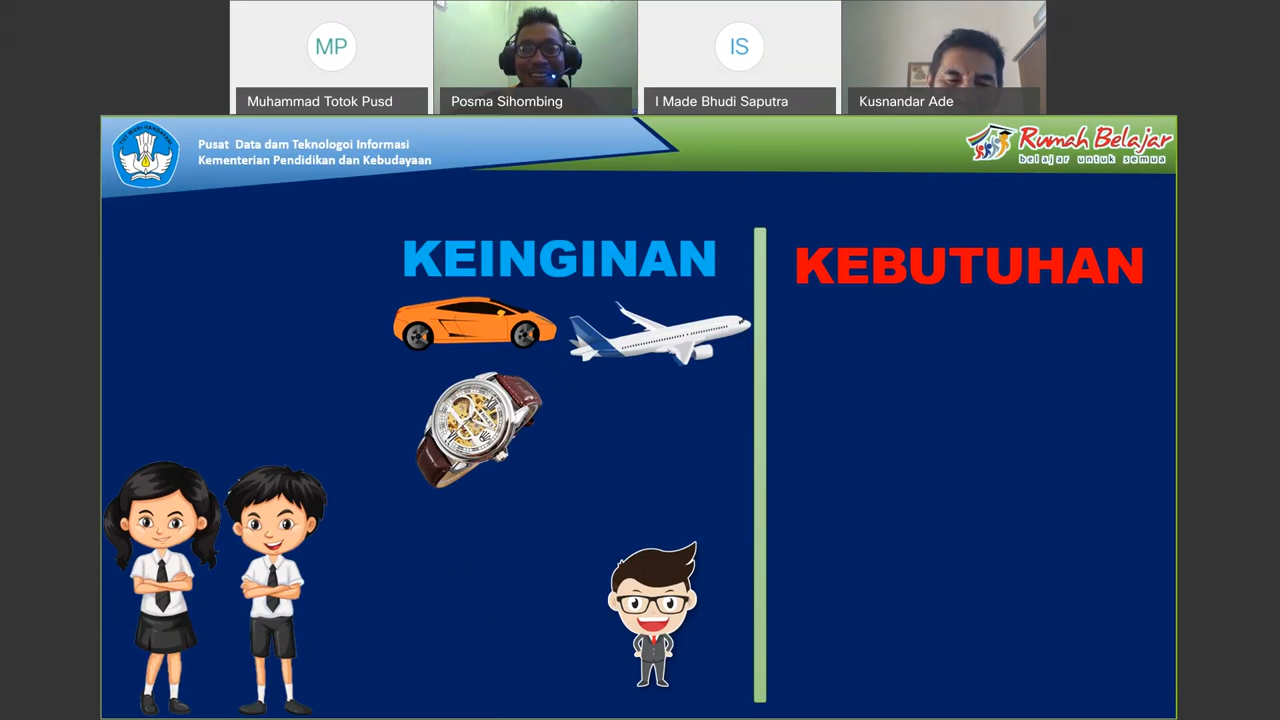 MP
IS
Muhammad Totok Pusd
Posma Sihombing
I Made Bhudi Saputra
Kusnandar Ade
Pusat Data dam Teknologoi Informasi
Kementerian Pendidikan dan Kebudayaan
Rumah Belajar
belajar untuk semua
KEINGINAN
KEBUTUHAN